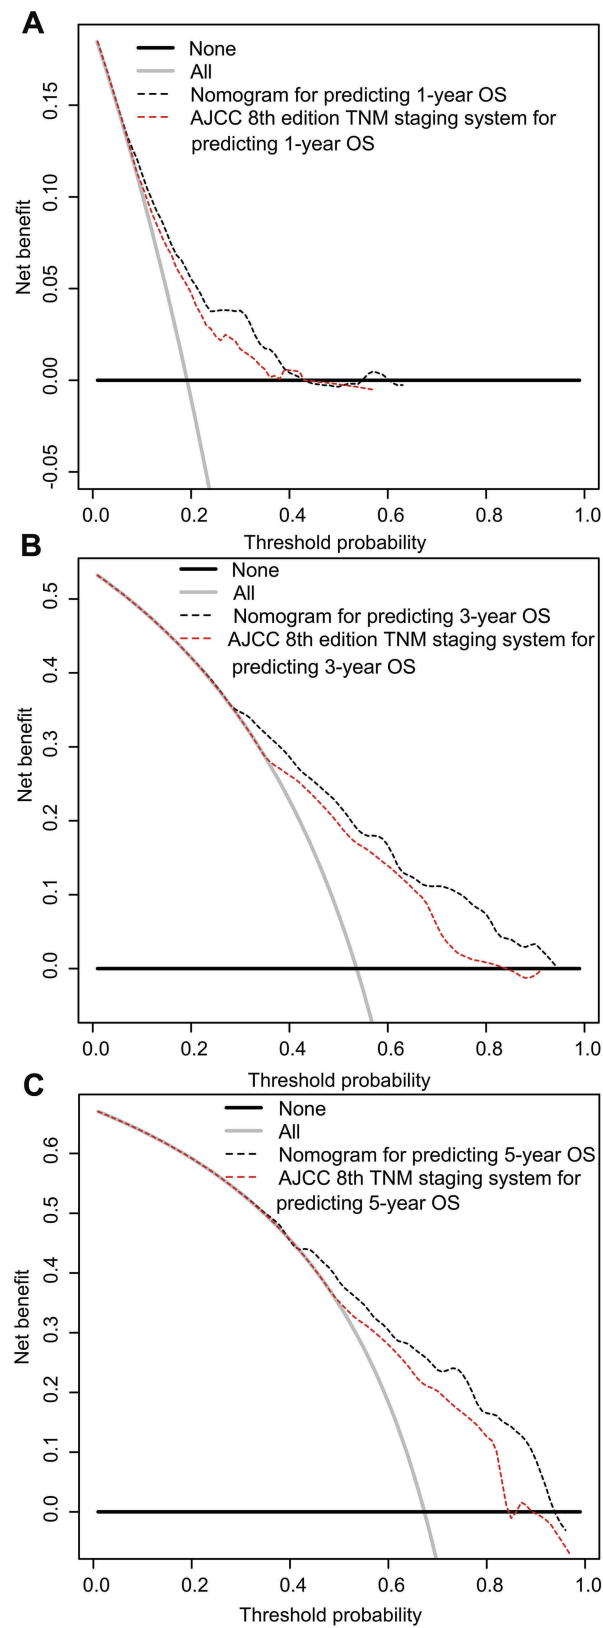 A
None
All
Nomogram for predicting 1-year OS
AJCC 8th edition TNM staging system for
predicting 1-year OS
Net benefit
0.15
0.10
0.05
0.00
-0.05
0.0 0.2 0.4 0.6 0.8 1.0
Threshold probability
B
None
All
Nomogram for predicting 3-year OS
AJCC 8th edition TNM staging system for
predicting 3-year OS
Net benefit
0.5
0.4
0.3
0.2
0.1
0.0
0.0 0.2 0.4 0.6 0.8 1.0
Threshold probability
C
None
All
Nomogram for predicting 5-year OS
AJCC 8th TNM staging system for
predicting 5-year OS
Net benefit
0.6
0.5
0.4
0.3
0.2
0.1
0.0
0.0 0.2 0.4 0.6 0.8 1.0
Threshold probability